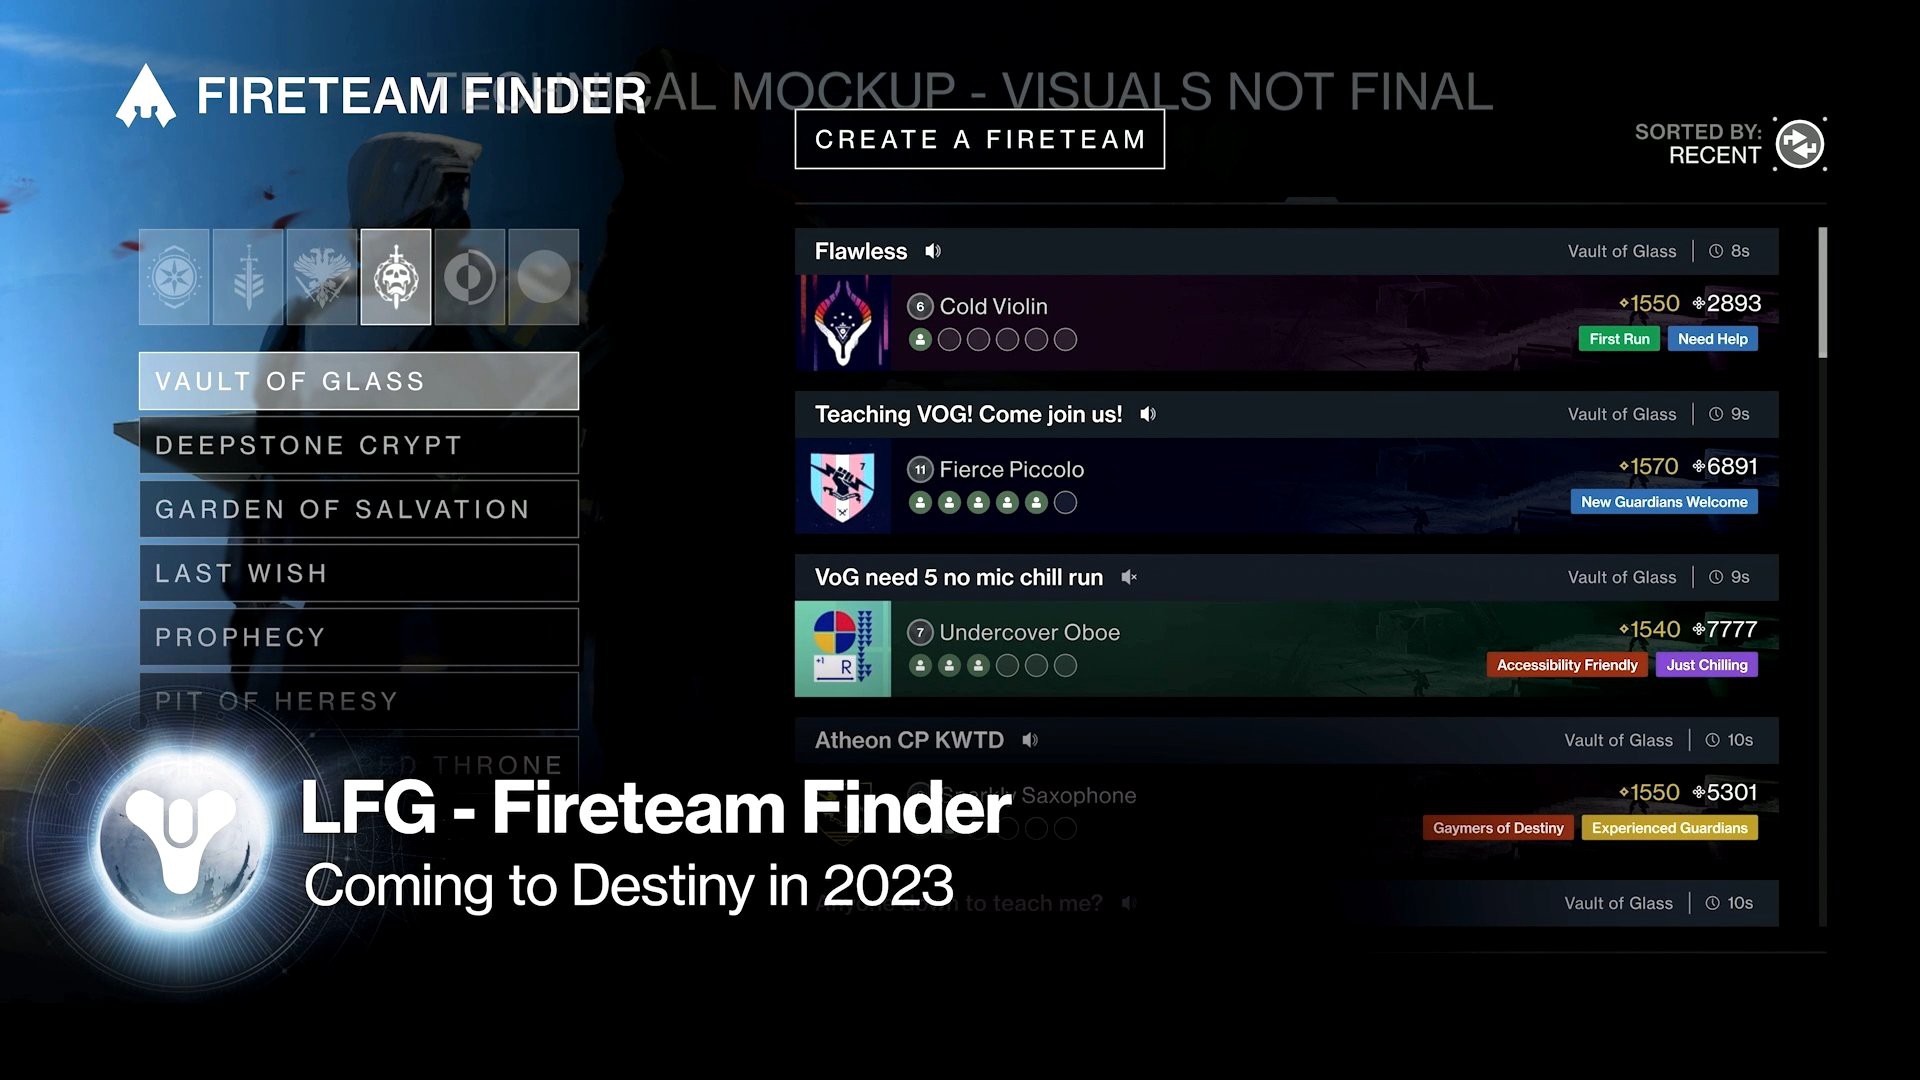 FIRETEAM FINDER
TECHNICAL MOCKUP - VISUALS NOT FINAL
CREATE A FIRETEAM
SORTED BY:
RECENT
VAULT OF GLASS
DEEPSTONE CRYPT
GARDEN OF SALVATION
LAST WISH
PROPHECY
PIT OF HERESY
THRONE
Flawless
Vault of Glass | 8s
6 Cold Violin
1550 2893
First Run Need Help
Teaching VOG! Come join us!
Vault of Glass | 9s
7
11 Fierce Piccolo
1570 6891
New Guardians Welcome
VoG need 5 no mic chill run
Vault of Glass | 9s
+1 R
7 Undercover Oboe
1540 7777
Accessibility Friendly Just Chilling
Atheon CP KWTD
Vault of Glass | 10s
Sparkly Saxophone
1550 5301
Gaymers of Destiny Experienced Guardians
to teach me?
Vault of Glass | 10s
LFG - Fireteam Finder
Coming to Destiny in 2023